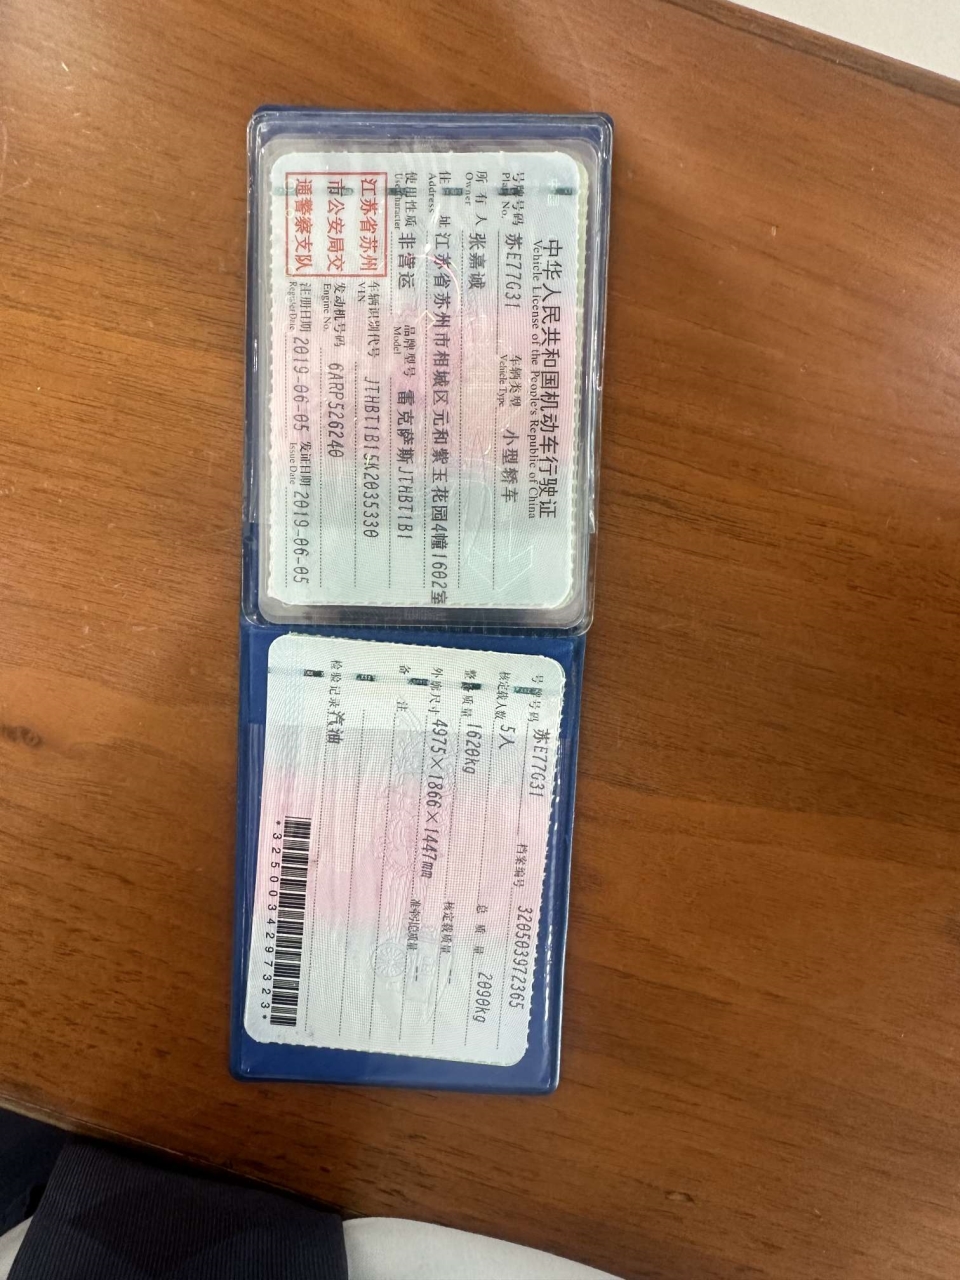 中华人民共和国机动车行驶证
Vehicle License of the People's Republic of China
号牌号码 苏E77G31 车辆类型 小型轿车
Plate No. Vehicle Type
所有人 张嘉诚
Owner
住址 江苏省苏州市相城区元和紫玉花园4幢1602室
Address
使用性质 非营运 品牌型号 雷克萨斯JTHBT1B1
Use Character Model
江苏省苏州
市公安局交
通警察支队
车辆识别代号 JTHBT1B15K2035330
VIN
发动机号码 6ARP526240
Engine No.
注册日期 2019-06-05 发证日期 2019-06-05
Register Date Issue Date
号牌号码 苏E77G31 档案编号 320503972365
核定载人数 5人 总质量 2090kg
整备质量 1620kg 核定载质量 --
外廓尺寸 4975×1866×1447mm 准牵引总质量 --
备注
检验记录 汽油
*3250034297323*